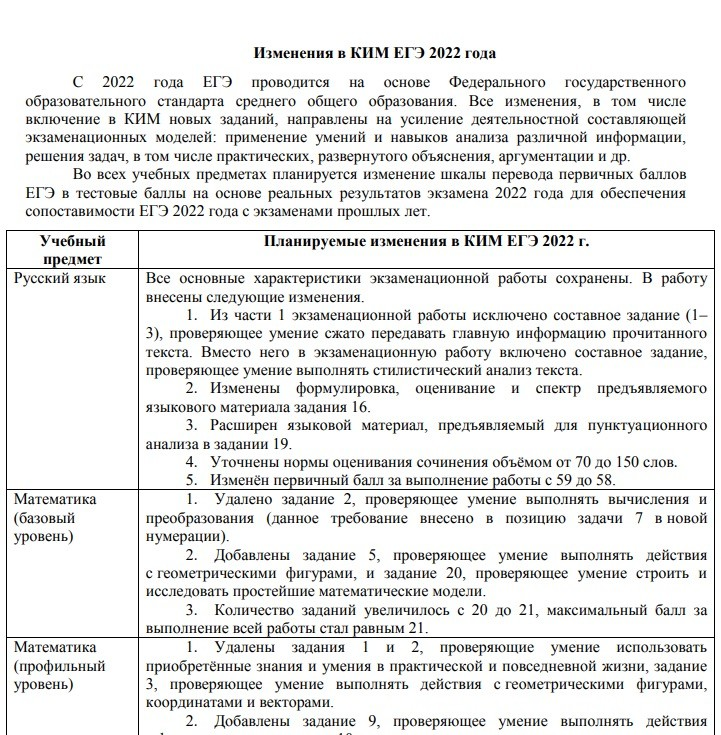 Изменения в КИМ ЕГЭ 2022 года
С 2022 года ЕГЭ проводится на основе Федерального государственного
образовательного стандарта среднего общего образования. Все изменения, в том числе
включение в КИМ новых заданий, направлены на усиление деятельностной составляющей
экзаменационных моделей: применение умений и навыков анализа различной информации,
решения задач, в том числе практических, развернутого объяснения, аргументации и др.
Во всех учебных предметах планируется изменение шкалы перевода первичных баллов
ЕГЭ в тестовые баллы на основе реальных результатов экзамена 2022 года для обеспечения
сопоставимости ЕГЭ 2022 года с экзаменами прошлых лет.
Учебный
предмет
Планируемые изменения в КИМ ЕГЭ 2022 г.
Русский язык
Все основные характеристики экзаменационной работы сохранены. В работу
внесены следующие изменения.
1. Из части 1 экзаменационной работы исключено составное задание (1–
3), проверяющее умение сжато передавать главную информацию прочитанного
текста. Вместо него в экзаменационную работу включено составное задание,
проверяющее умение выполнять стилистический анализ текста.
2. Изменены формулировка, оценивание и спектр предъявляемого
языкового материала задания 16.
3. Расширен языковой материал, предъявляемый для пунктуационного
анализа в задании 19.
4. Уточнены нормы оценивания сочинения объёмом от 70 до 150 слов.
5. Изменён первичный балл за выполнение работы с 59 до 58.
Математика
(базовый
уровень)
1. Удалено задание 2, проверяющее умение выполнять вычисления и
преобразования (данное требование внесено в позицию задачи 7 в новой
нумерации).
2. Добавлены задание 5, проверяющее умение выполнять действия
с геометрическими фигурами, и задание 20, проверяющее умение строить и
исследовать простейшие математические модели.
3. Количество заданий увеличилось с 20 до 21, максимальный балл за
выполнение всей работы стал равным 21.
Математика
(профильный
уровень)
1. Удалены задания 1 и 2, проверяющие умение использовать
приобретённые знания и умения в практической и повседневной жизни, задание
3, проверяющее умение выполнять действия с геометрическими фигурами,
координатами и векторами.
2. Добавлены задание 9, проверяющее умение выполнять действия